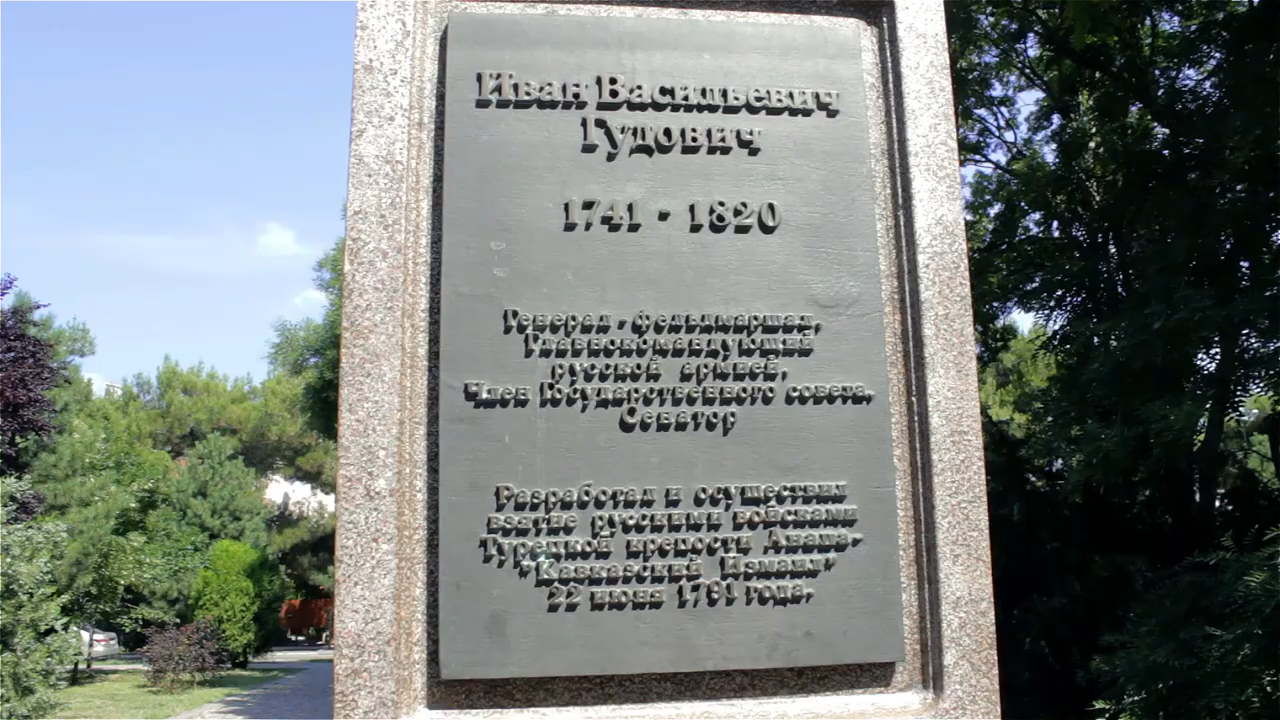 Иван Васильевич
Гудович
1741 - 1820
Генерал - фельдмаршал,
Главнокомандующий
русской армией,
Член Государственного совета,
Сенатор
Разработал и осуществил
взятие русскими войсками
Турецкой крепости Анапа-
"Кавказский Измаил"
22 июня 1791 года.